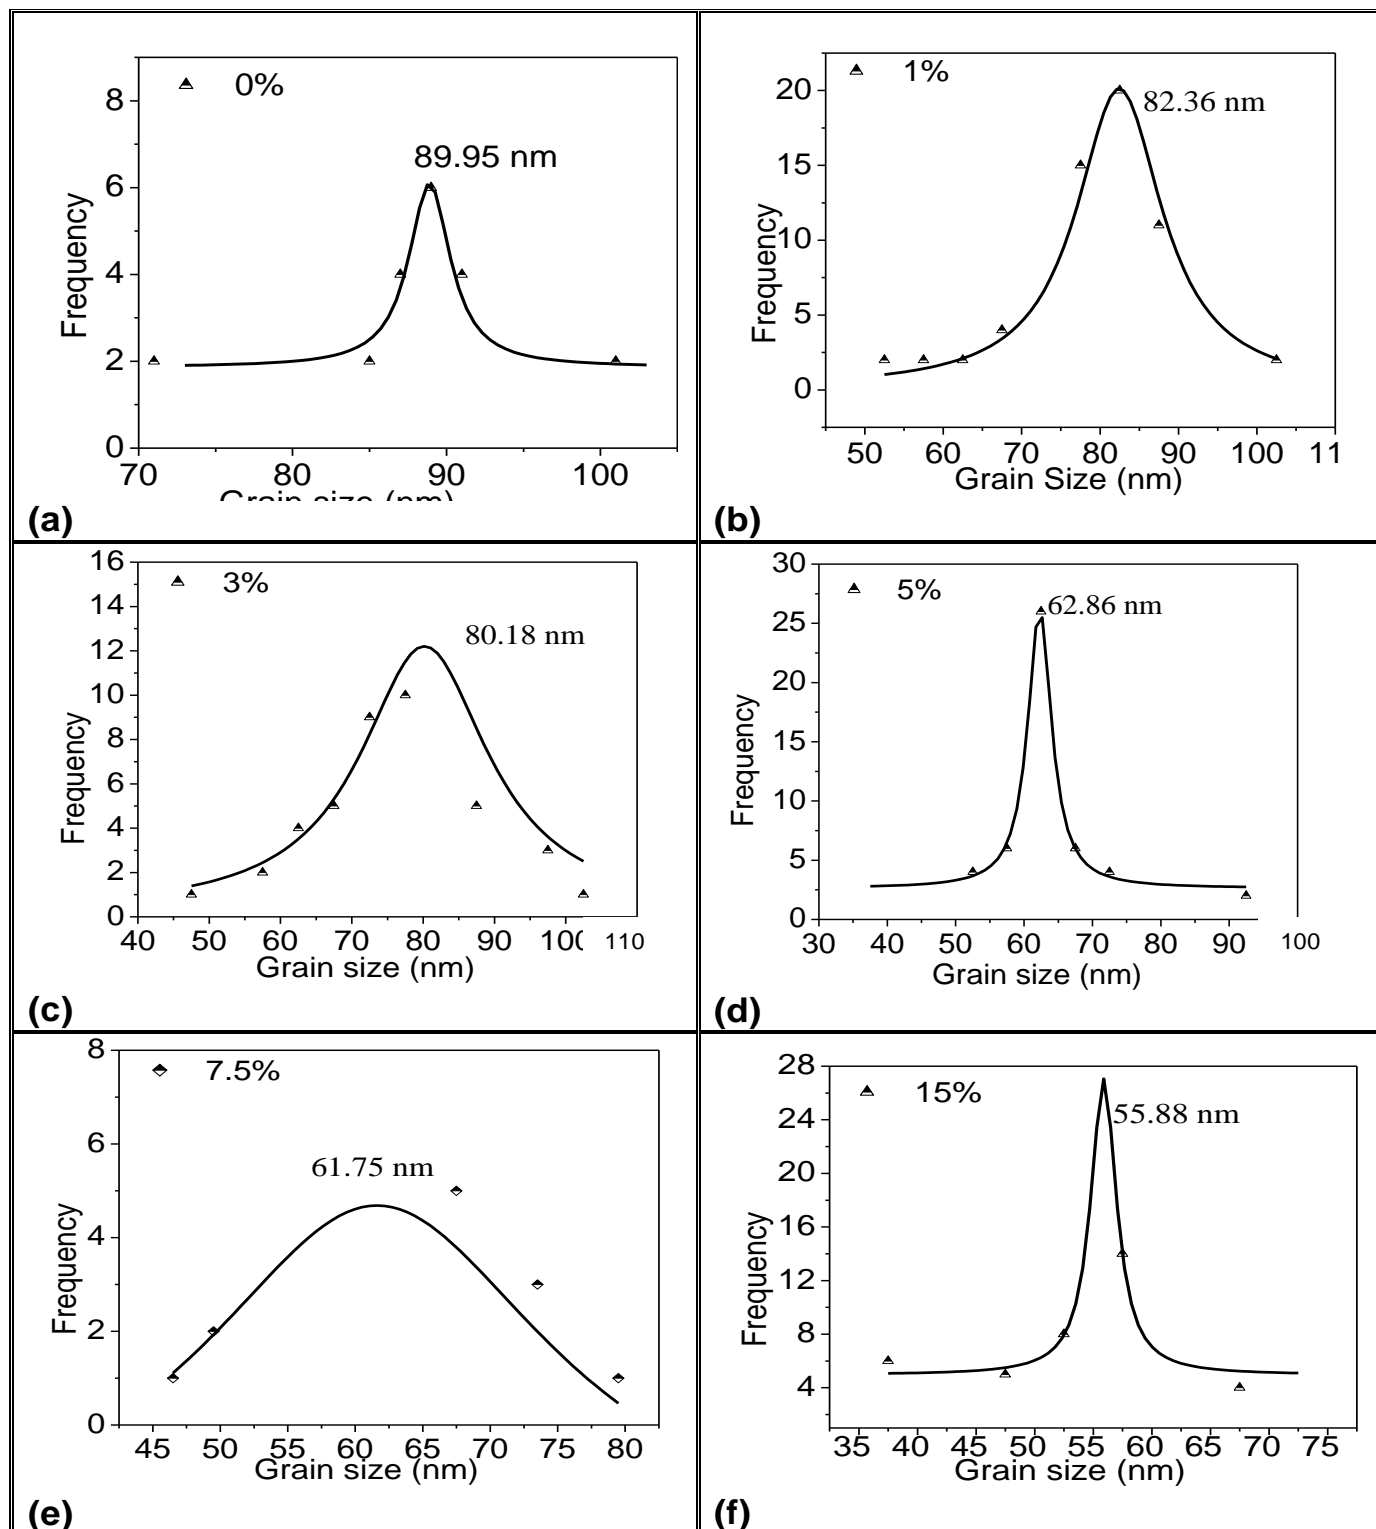 0%
89.95 nm
Frequency
8
6
4
2
0
70 80 90 100
Grain size (nm)
(a)
1%
82.36 nm
Frequency
20
15
10
5
0
50 60 70 80 90 100 11
Grain Size (nm)
(b)
3%
80.18 nm
Frequency
16
14
12
10
8
6
4
2
0
40 50 60 70 80 90 100 110
Grain size (nm)
(c)
5%
62.86 nm
Frequency
30
25
20
15
10
5
0
30 40 50 60 70 80 90 100
Grain size (nm)
(d)
7.5%
61.75 nm
Frequency
8
6
4
2
0
45 50 55 60 65 70 75 80
Grain size (nm)
(e)
15%
55.88 nm
Frequency
28
24
20
16
12
8
4
35 40 45 50 55 60 65 70 75
Grain size (nm)
(f)